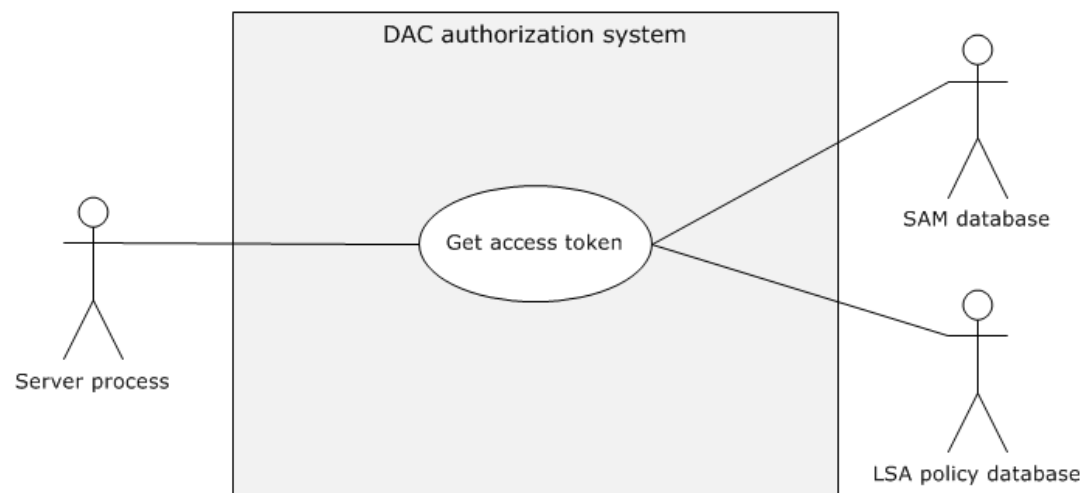 DAC authorization system
SAM database
Get access token
Server process
LSA policy database